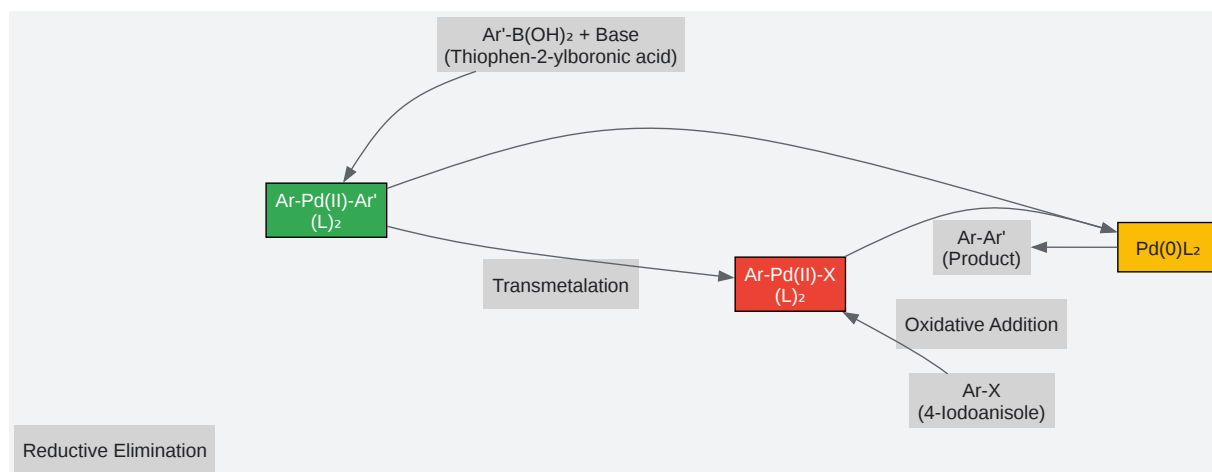 Ar'-B(OH)₂ + Base
(Thiophen-2-ylboronic acid)
Ar-Pd(II)-Ar'
(L)₂
Ar-Ar'
(Product)
Pd(0)L₂
Transmetalation
Ar-Pd(II)-X
(L)₂
Oxidative Addition
Ar-X
(4-Iodoanisole)
Reductive Elimination